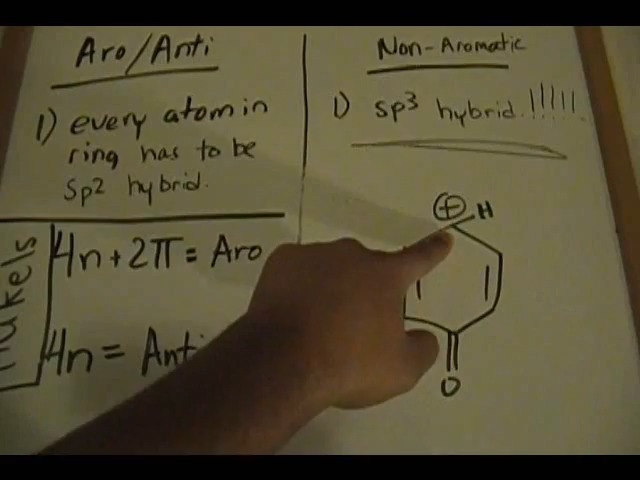 Aro/Anti
1) every atom in
ring has to be
sp2 hybrid.
4n+2π = Aro
4n = Anti
Non-Aromatic
1) sp3 hybrid.!!!!!!
+ H
O